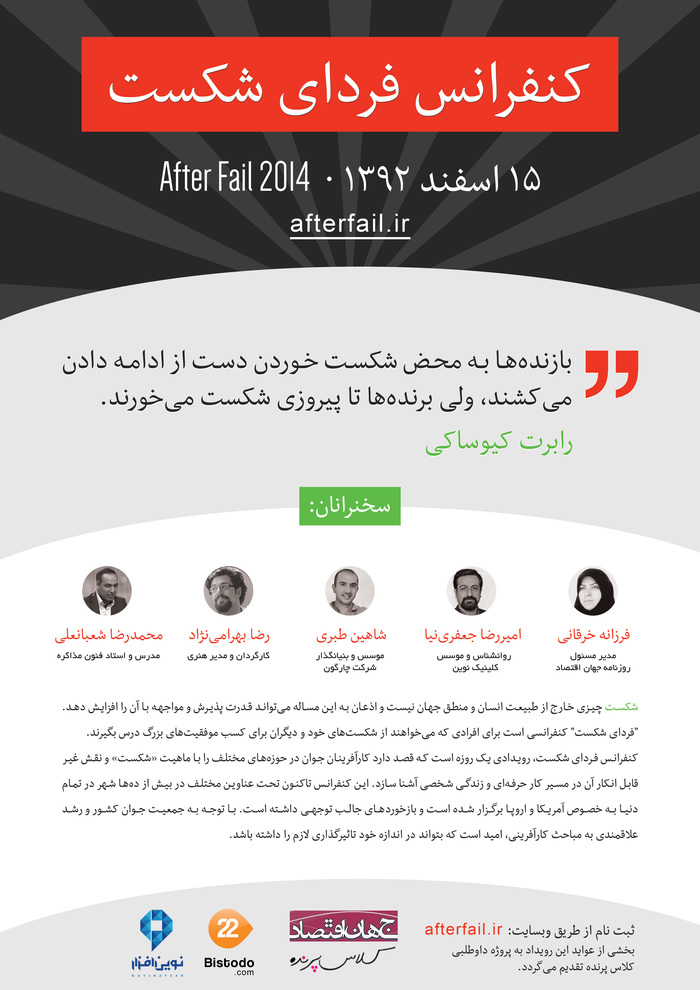 کنفرانس فردای شکست
۱۵ اسفند ۱۳۹۲ · After Fail 2014
afterfail.ir
بازنده‌ها به محض شکست خوردن دست از ادامه دادن
می‌کشند، ولی برنده‌ها تا پیروزی شکست می‌خورند.
رابرت کیوساکی
سخنرانان:
فرزانه خرقانی
مدیر مسئول
روزنامه جهان اقتصاد
امیررضا جعفری‌نیا
روانشناس و موسس
کلینیک نوین
شاهین طبری
موسس و بنیانگذار
شرکت چارگون
رضا بهرامی‌نژاد
کارگردان و مدیر هنری
محمدرضا شعبانعلی
مدرس و استاد فنون مذاکره
شکست چیزی خارج از طبیعت انسان و منطق جهان نیست و اذعان به این مساله می‌تواند قدرت پذیرش و مواجهه با آن را افزایش دهد.
"فردای شکست" کنفرانسی است برای افرادی که می‌خواهند از شکست‌های خود و دیگران برای کسب موفقیت‌های بزرگ درس بگیرند.
کنفرانس فردای شکست، رویدادی یک روزه است که قصد دارد کارآفرینان جوان در حوزه‌های مختلف را با ماهیت «شکست» و نقش غیر
قابل انکار آن در مسیر کار حرفه‌ای و زندگی شخصی آشنا سازد. این کنفرانس تاکنون تحت عناوین مختلف در بیش از ده‌ها شهر در تمام
دنیا به خصوص آمریکا و اروپا برگزار شده است و بازخوردهای جالب توجهی داشته است. با توجه به جمعیت جوان کشور و رشد
علاقمندی به مباحث کارآفرینی، امید است که بتواند در اندازه خود تاثیرگذاری لازم را داشته باشد.
ثبت نام از طریق وبسایت: afterfail.ir
بخشی از عواید این رویداد به پروژه داوطلبی
کلاس پرنده تقدیم می‌گردد.
جهان اقتصاد
کلاس پرنده
22
Bistodo
.com
نوین افزار
NOVINAFZAR